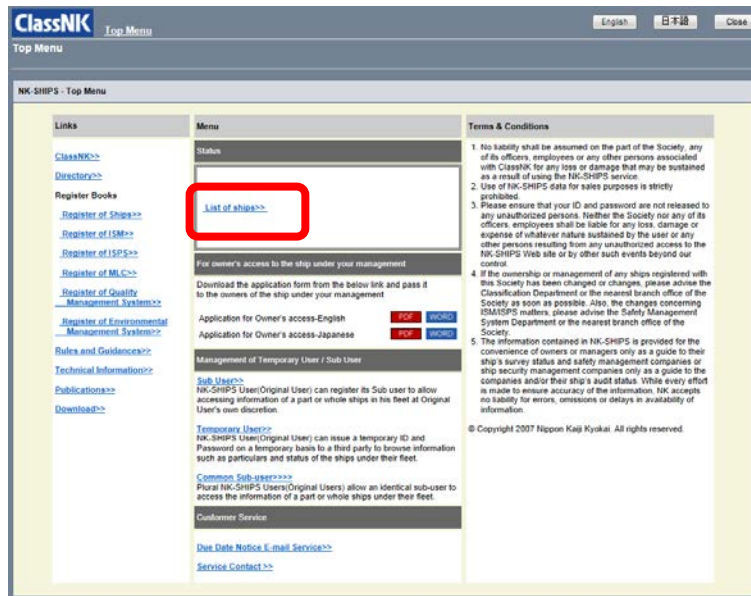 ClassNK Top Menu
English 日本語 Close
Top Menu
NK-SHIPS - Top Menu
Links
ClassNK>>
Directory>>
Register Books
Register of Ships>>
Register of ISM>>
Register of ISPS>>
Register of MLC>>
Register of Quality
Management System>>
Register of Environmental
Management System>>
Rules and Guidances>>
Technical Information>>
Publications>>
Download>>
Menu
Status
List of ships>>
For owner's access to the ship under your management
Download the application form from the below link and pass it
to the owners of the ship under your management
Application for Owner's access-English PDF WORD
Application for Owner's access-Japanese PDF WORD
Management of Temporary User / Sub User
Sub User>>
NK-SHIPS User(Original User) can register its Sub user to allow
accessing information of a part or whole ships in his fleet at Original
User's own discretion.
Temporary User>>
NK-SHIPS User(Original User) can issue a temporary ID and
Password on a temporary basis to a third party to browse information
such as particulars and status of the ships under their fleet.
Common Sub-user>>>>
Plural NK-SHIPS Users(Original Users) allow an identical sub-user to
access the information of a part or whole ships under their fleet.
Customer Service
Due Date Notice E-mail Service>>
Service Contact >>
Terms & Conditions
1. No liability shall be assumed on the part of the Society, any
of its officers, employees or any other persons associated
with ClassNK for any loss or damage that may be sustained
as a result of using the NK-SHIPS service.
2. Use of NK-SHIPS data for sales purposes is strictly
prohibited.
3. Please ensure that your ID and password are not released to
any unauthorized persons. Neither the Society nor any of its
officers, employees shall be liable for any loss, damage or
expense of whatever nature sustained by the user or any
other persons resulting from any unauthorized access to the
NK-SHIPS Web site or by other such events beyond our
control.
4. If the ownership or management of any ships registered with
this Society has been changed or changes, please advise the
Classification Department or the nearest branch office of the
Society as soon as possible. Also, the changes concerning
ISM/ISPS matters, please advise the Safety Management
System Department or the nearest branch office of the
Society.
5. The information contained in NK-SHIPS is provided for the
convenience of owners or managers only as a guide to their
ship's survey status and safety management companies or
ship security management companies only as a guide to the
companies and/or their ship's audit status. While every effort
is made to ensure accuracy of the information. NK accepts
no liability for errors, omissions or delays in availability of
information.
© Copyright 2007 Nippon Kaiji Kyokai. All rights reserved.